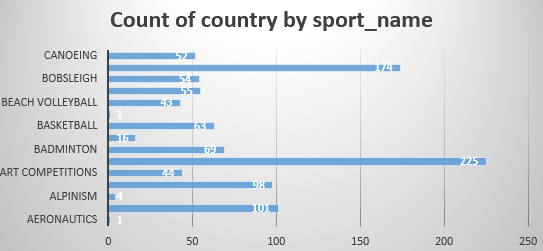 Count of country by sport_name
CANOEING 52
174
BOBSLEIGH 54
55
BEACH VOLLEYBALL 43
1
BASKETBALL 63
16
BADMINTON 69
225
ART COMPETITIONS 44
98
ALPINISM 4
101
AERONAUTICS 1
0 50 100 150 200 250